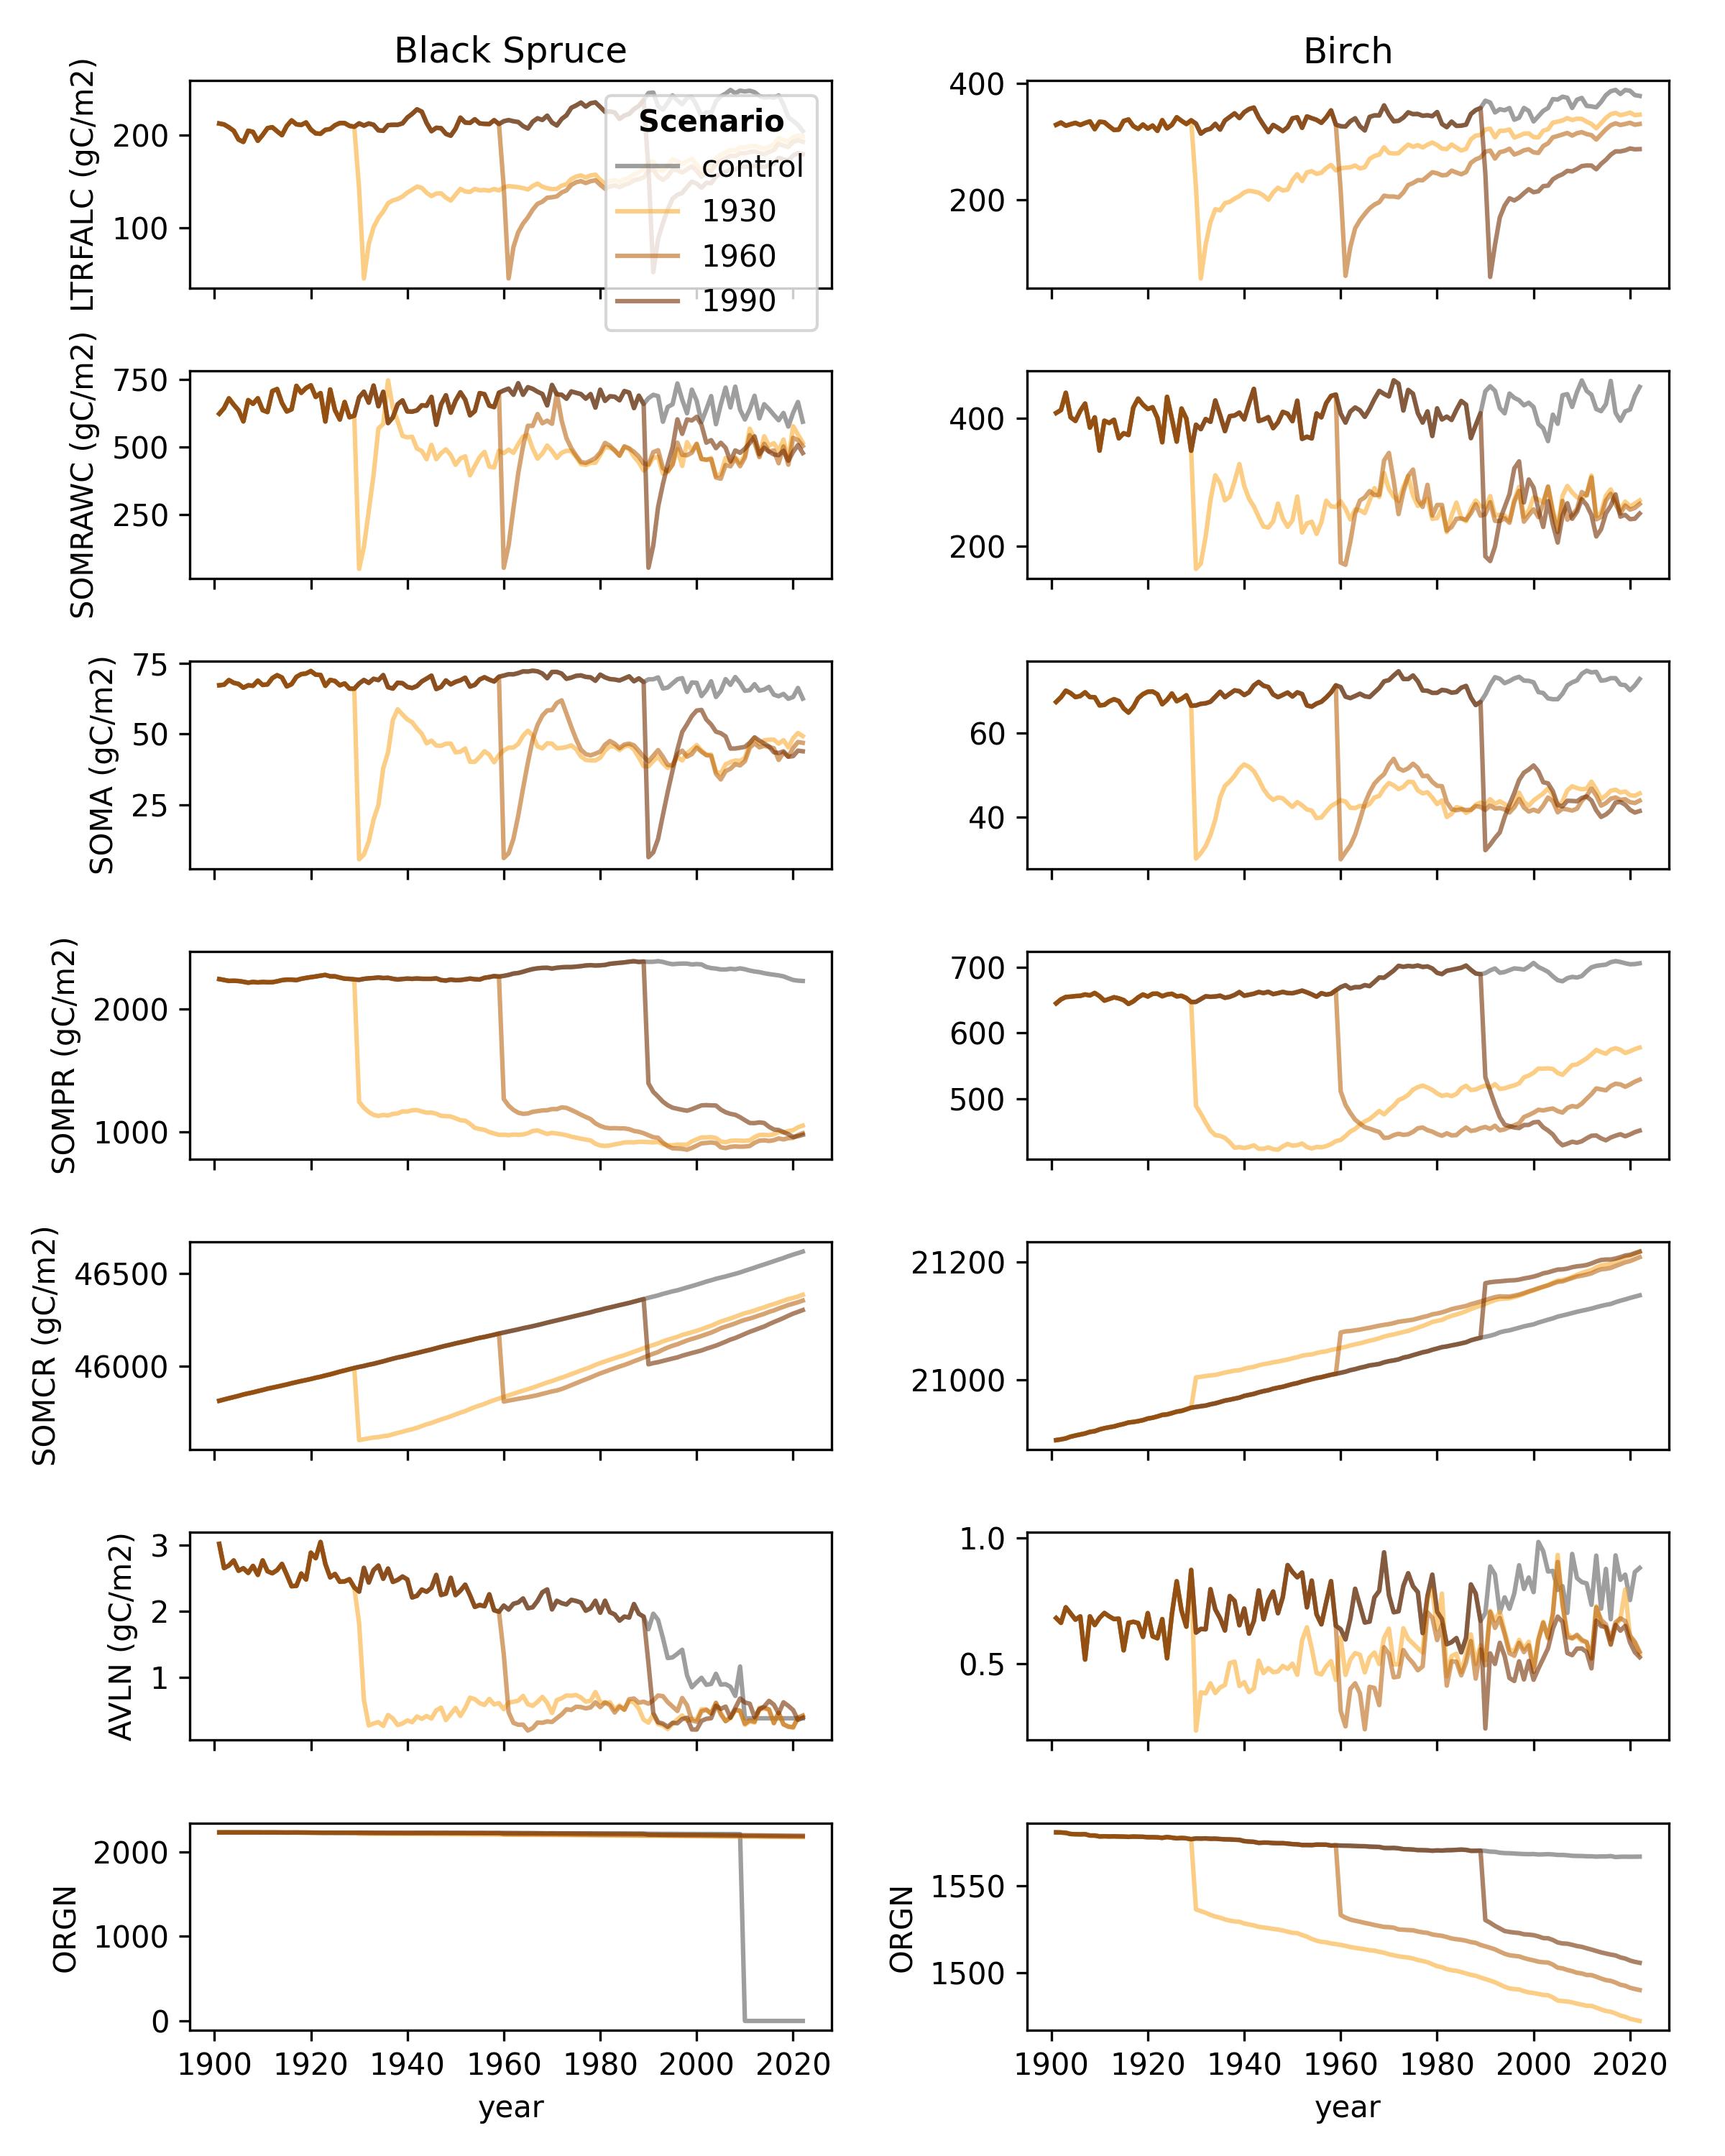 Black Spruce
Birch
LTRFALC (gC/m2)
200
100
Scenario
control
1930
1960
1990
400
200
SOMRAWC (gC/m2)
750
500
250
400
200
SOMA (gC/m2)
75
50
25
60
40
SOMPR (gC/m2)
2000
1000
700
600
500
SOMCR (gC/m2)
46500
46000
21200
21000
AVLN (gC/m2)
3
2
1
1.0
0.5
ORGN
2000
1000
0
1900 1920 1940 1960 1980 2000 2020
year
ORGN
1550
1500
1900 1920 1940 1960 1980 2000 2020
year